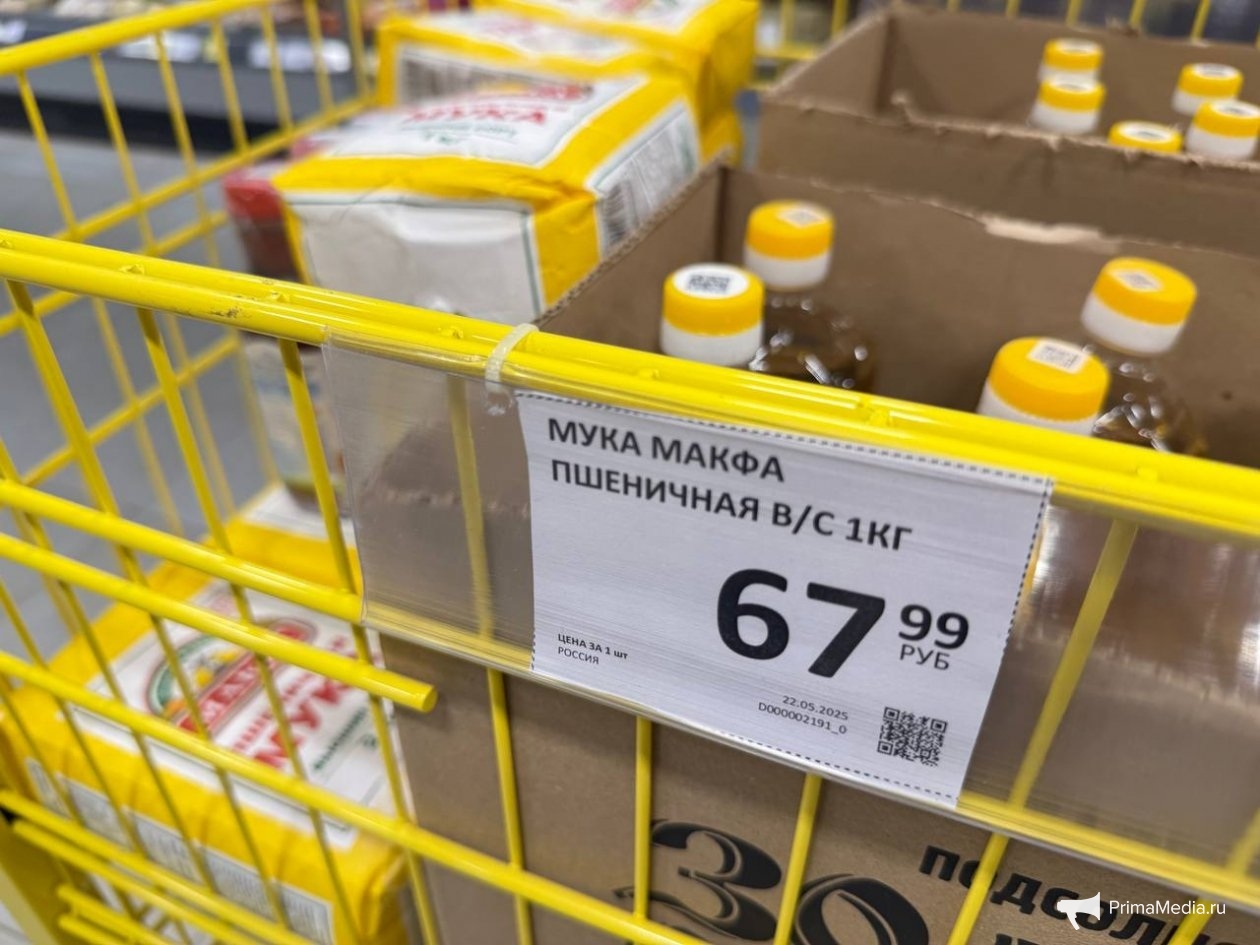 МУКА
МУКА МАКФА
ПШЕНИЧНАЯ В/С 1КГ
67 99
РУБ
ЦЕНА ЗА 1 шт
РОССИЯ
22.05.2025
D000002191_0
МУКА
PrimaMedia.ru